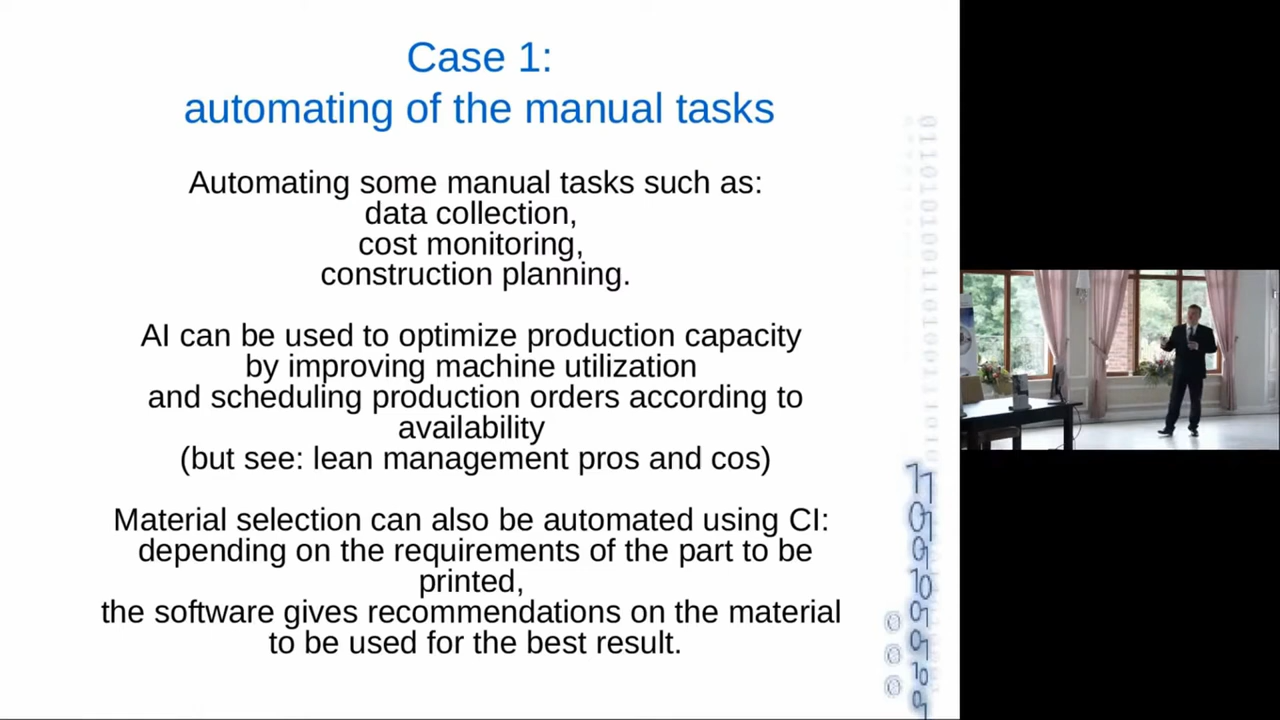 Case 1:
automating of the manual tasks
Automating some manual tasks such as:
data collection,
cost monitoring,
construction planning.
AI can be used to optimize production capacity
by improving machine utilization
and scheduling production orders according to
availability
(but see: lean management pros and cos)
Material selection can also be automated using CI:
depending on the requirements of the part to be
printed,
the software gives recommendations on the material
to be used for the best result.